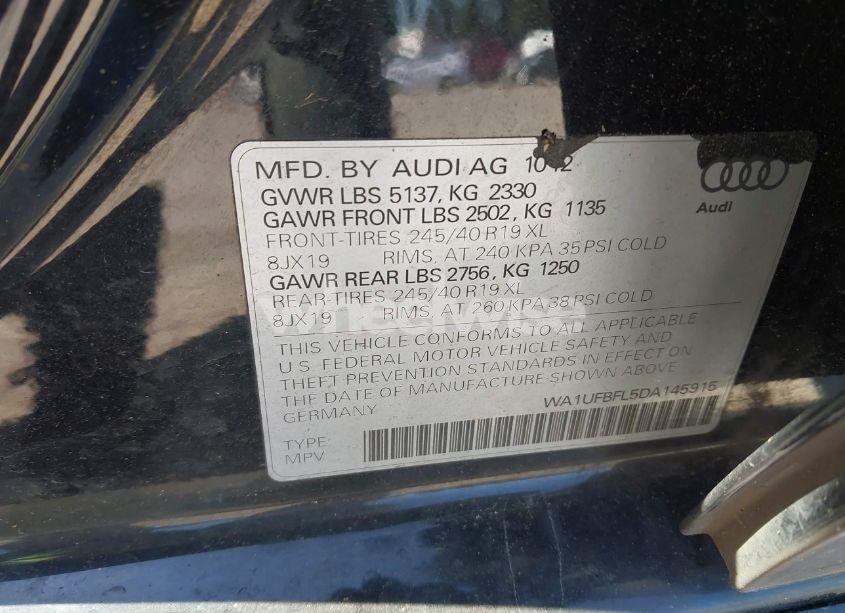 MFD. BY AUDI AG 10/12
Audi
GVWR LBS 5137, KG 2330
GAWR FRONT LBS 2502, KG 1135
FRONT-TIRES 245/40 R19 XL
8JX19 RIMS, AT 240 KPA 35 PSI COLD
GAWR REAR LBS 2756, KG 1250
REAR-TIRES 245/40 R19 XL
8JX19 RIMS, AT 260 KPA 38 PSI COLD
THIS VEHICLE CONFORMS TO ALL APPLICABLE
U.S. FEDERAL MOTOR VEHICLE SAFETY AND
THEFT PREVENTION STANDARDS IN EFFECT ON
THE DATE OF MANUFACTURE SHOWN ABOVE
GERMANY
WA1UFBFL5DA145915
TYPE:
MPV